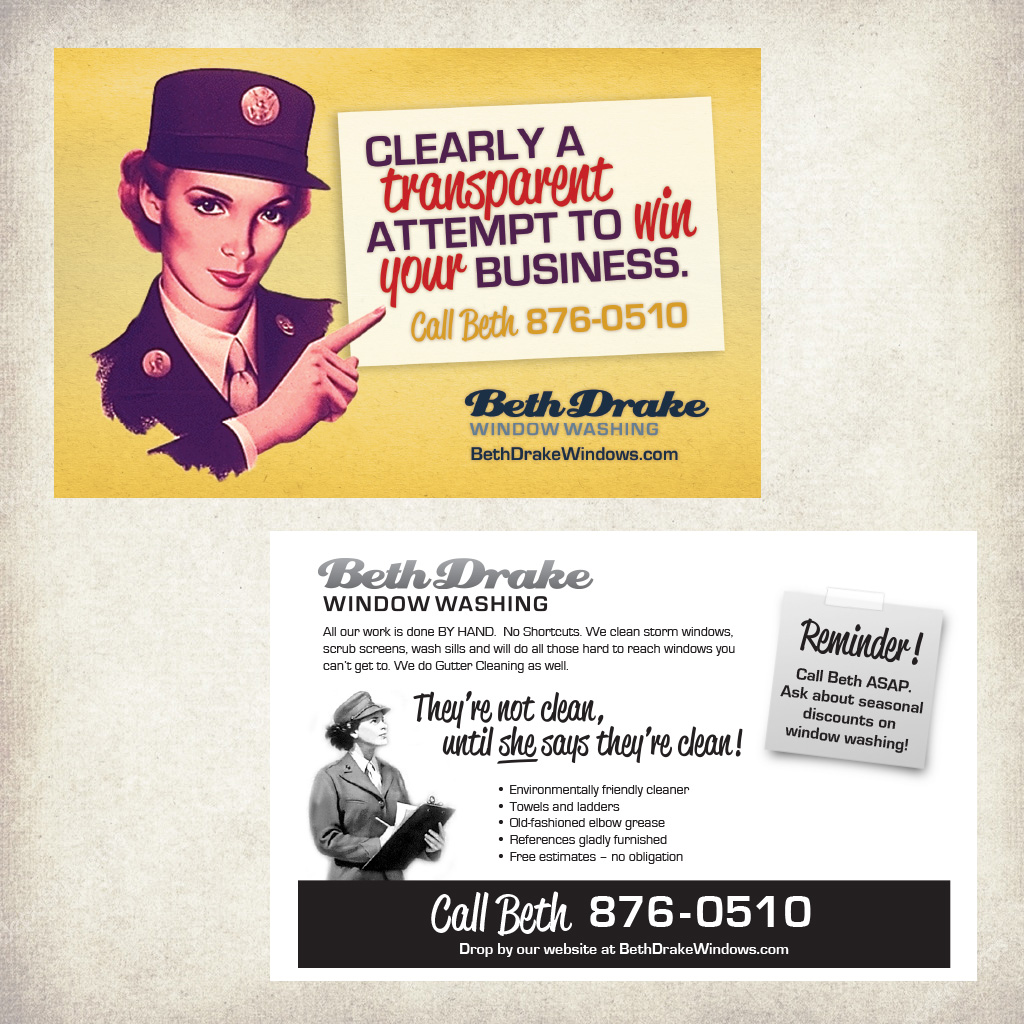 CLEARLY A
transparent
ATTEMPT TO win
your BUSINESS.
Call Beth 876-0510
Beth Drake
WINDOW WASHING
BethDrakeWindows.com
Beth Drake
WINDOW WASHING
All our work is done BY HAND. No Shortcuts. We clean storm windows,
scrub screens, wash sills and will do all those hard to reach windows you
can't get to. We do Gutter Cleaning as well.
Reminder!
Call Beth ASAP.
Ask about seasonal
discounts on
window washing!
They're not clean,
until she says they're clean!
• Environmentally friendly cleaner
• Towels and ladders
• Old-fashioned elbow grease
• References gladly furnished
• Free estimates – no obligation
Call Beth 876-0510
Drop by our website at BethDrakeWindows.com